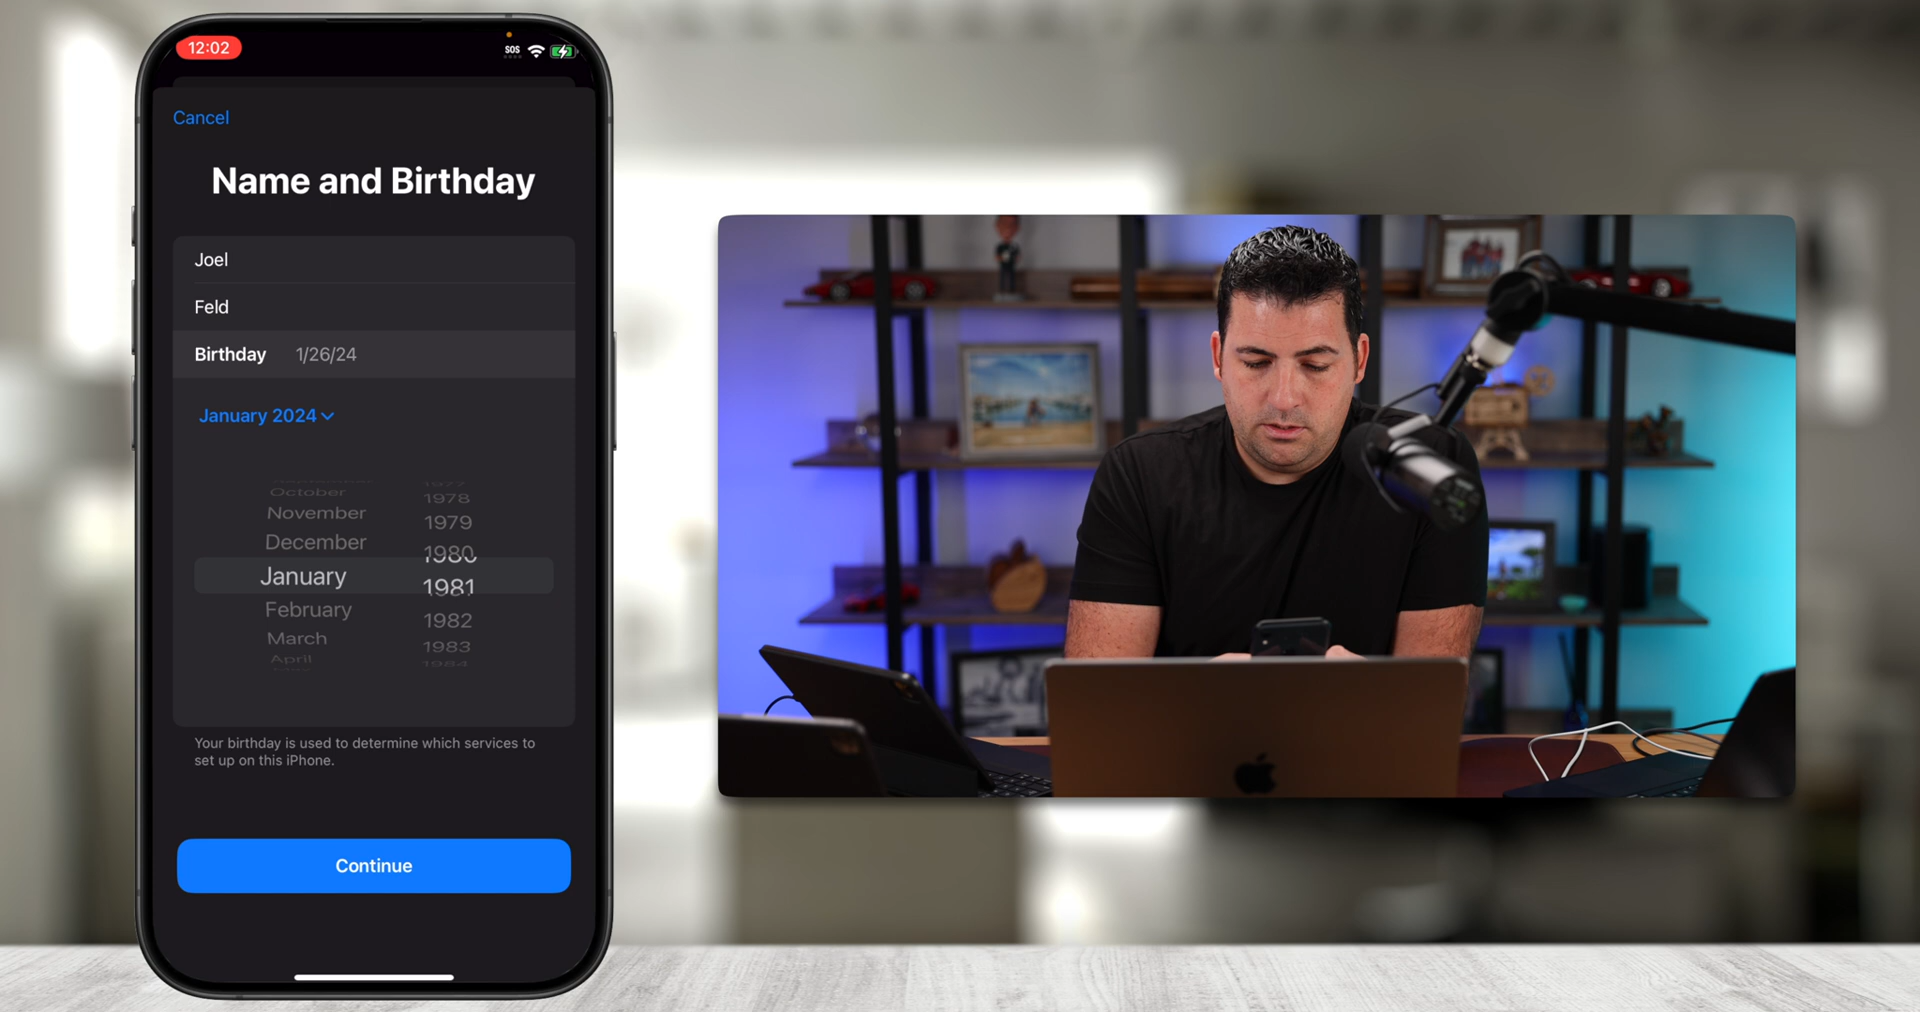 12:02
SOS
Cancel
Name and Birthday
Joel
Feld
Birthday 1/26/24
January 2024
October 1978
November 1979
December 1980
January 1981
February 1982
March 1983
April 1984
Your birthday is used to determine which services to
set up on this iPhone.
Continue